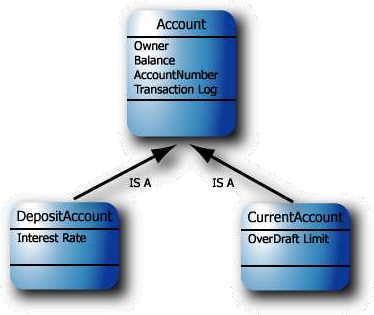 Account
Owner
Balance
AccountNumber
Transaction Log
IS A
IS A
DepositAccount
Interest Rate
CurrentAccount
OverDraft Limit